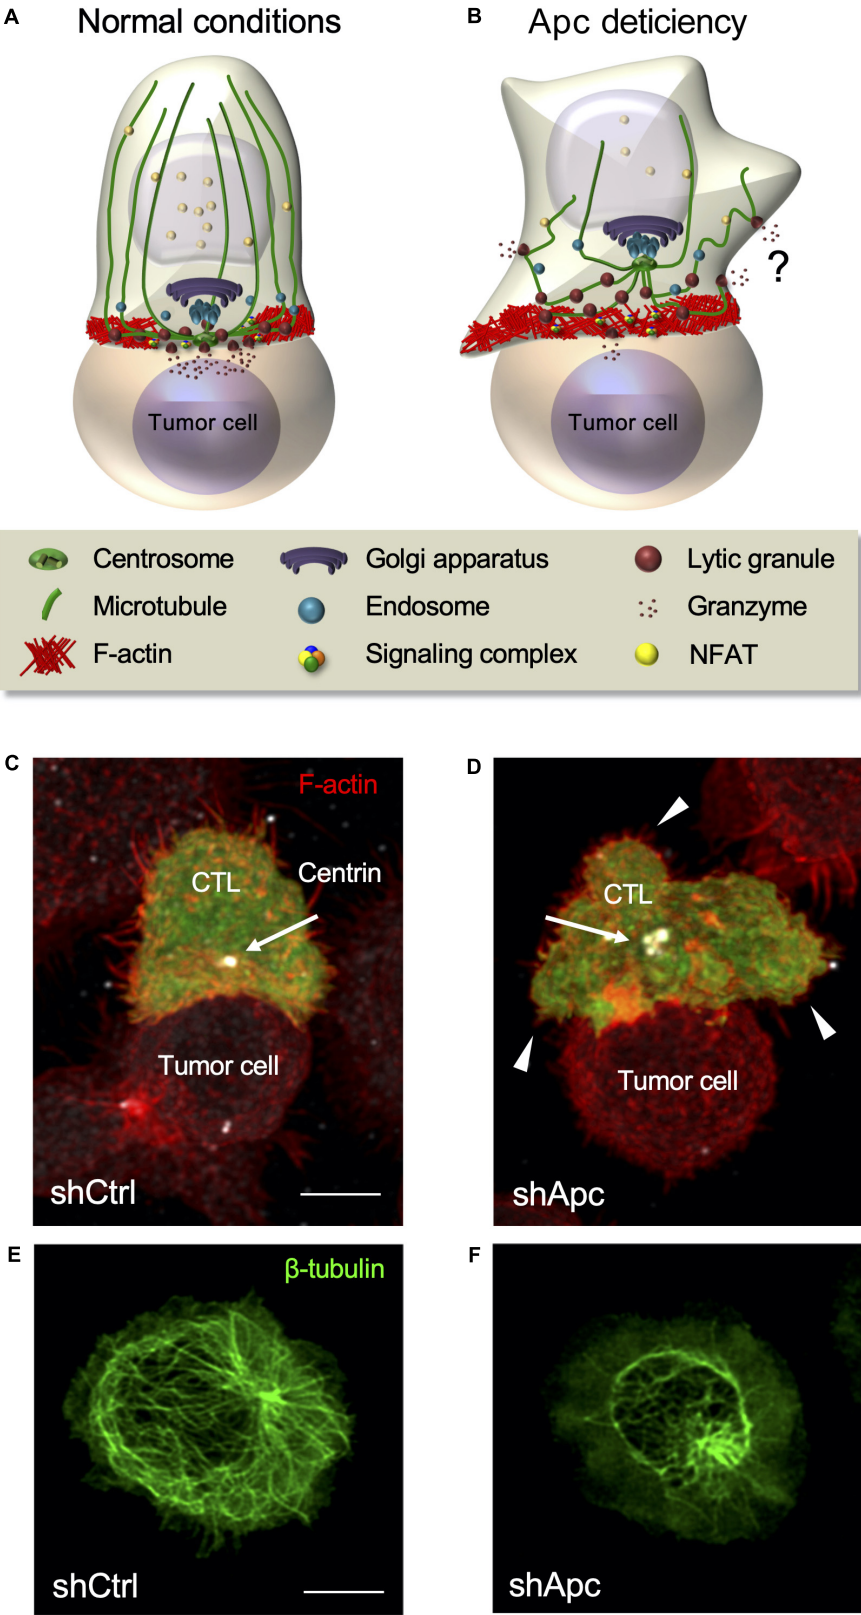 A Normal conditions
B Apc deticiency
?
Tumor cell
Tumor cell
Centrosome Golgi apparatus Lytic granule
Microtubule Endosome Granzyme
F-actin Signaling complex NFAT
C
F-actin
CTL
Centrin
Tumor cell
shCtrl
D
CTL
Tumor cell
shApc
E
β-tubulin
shCtrl
F
shApc